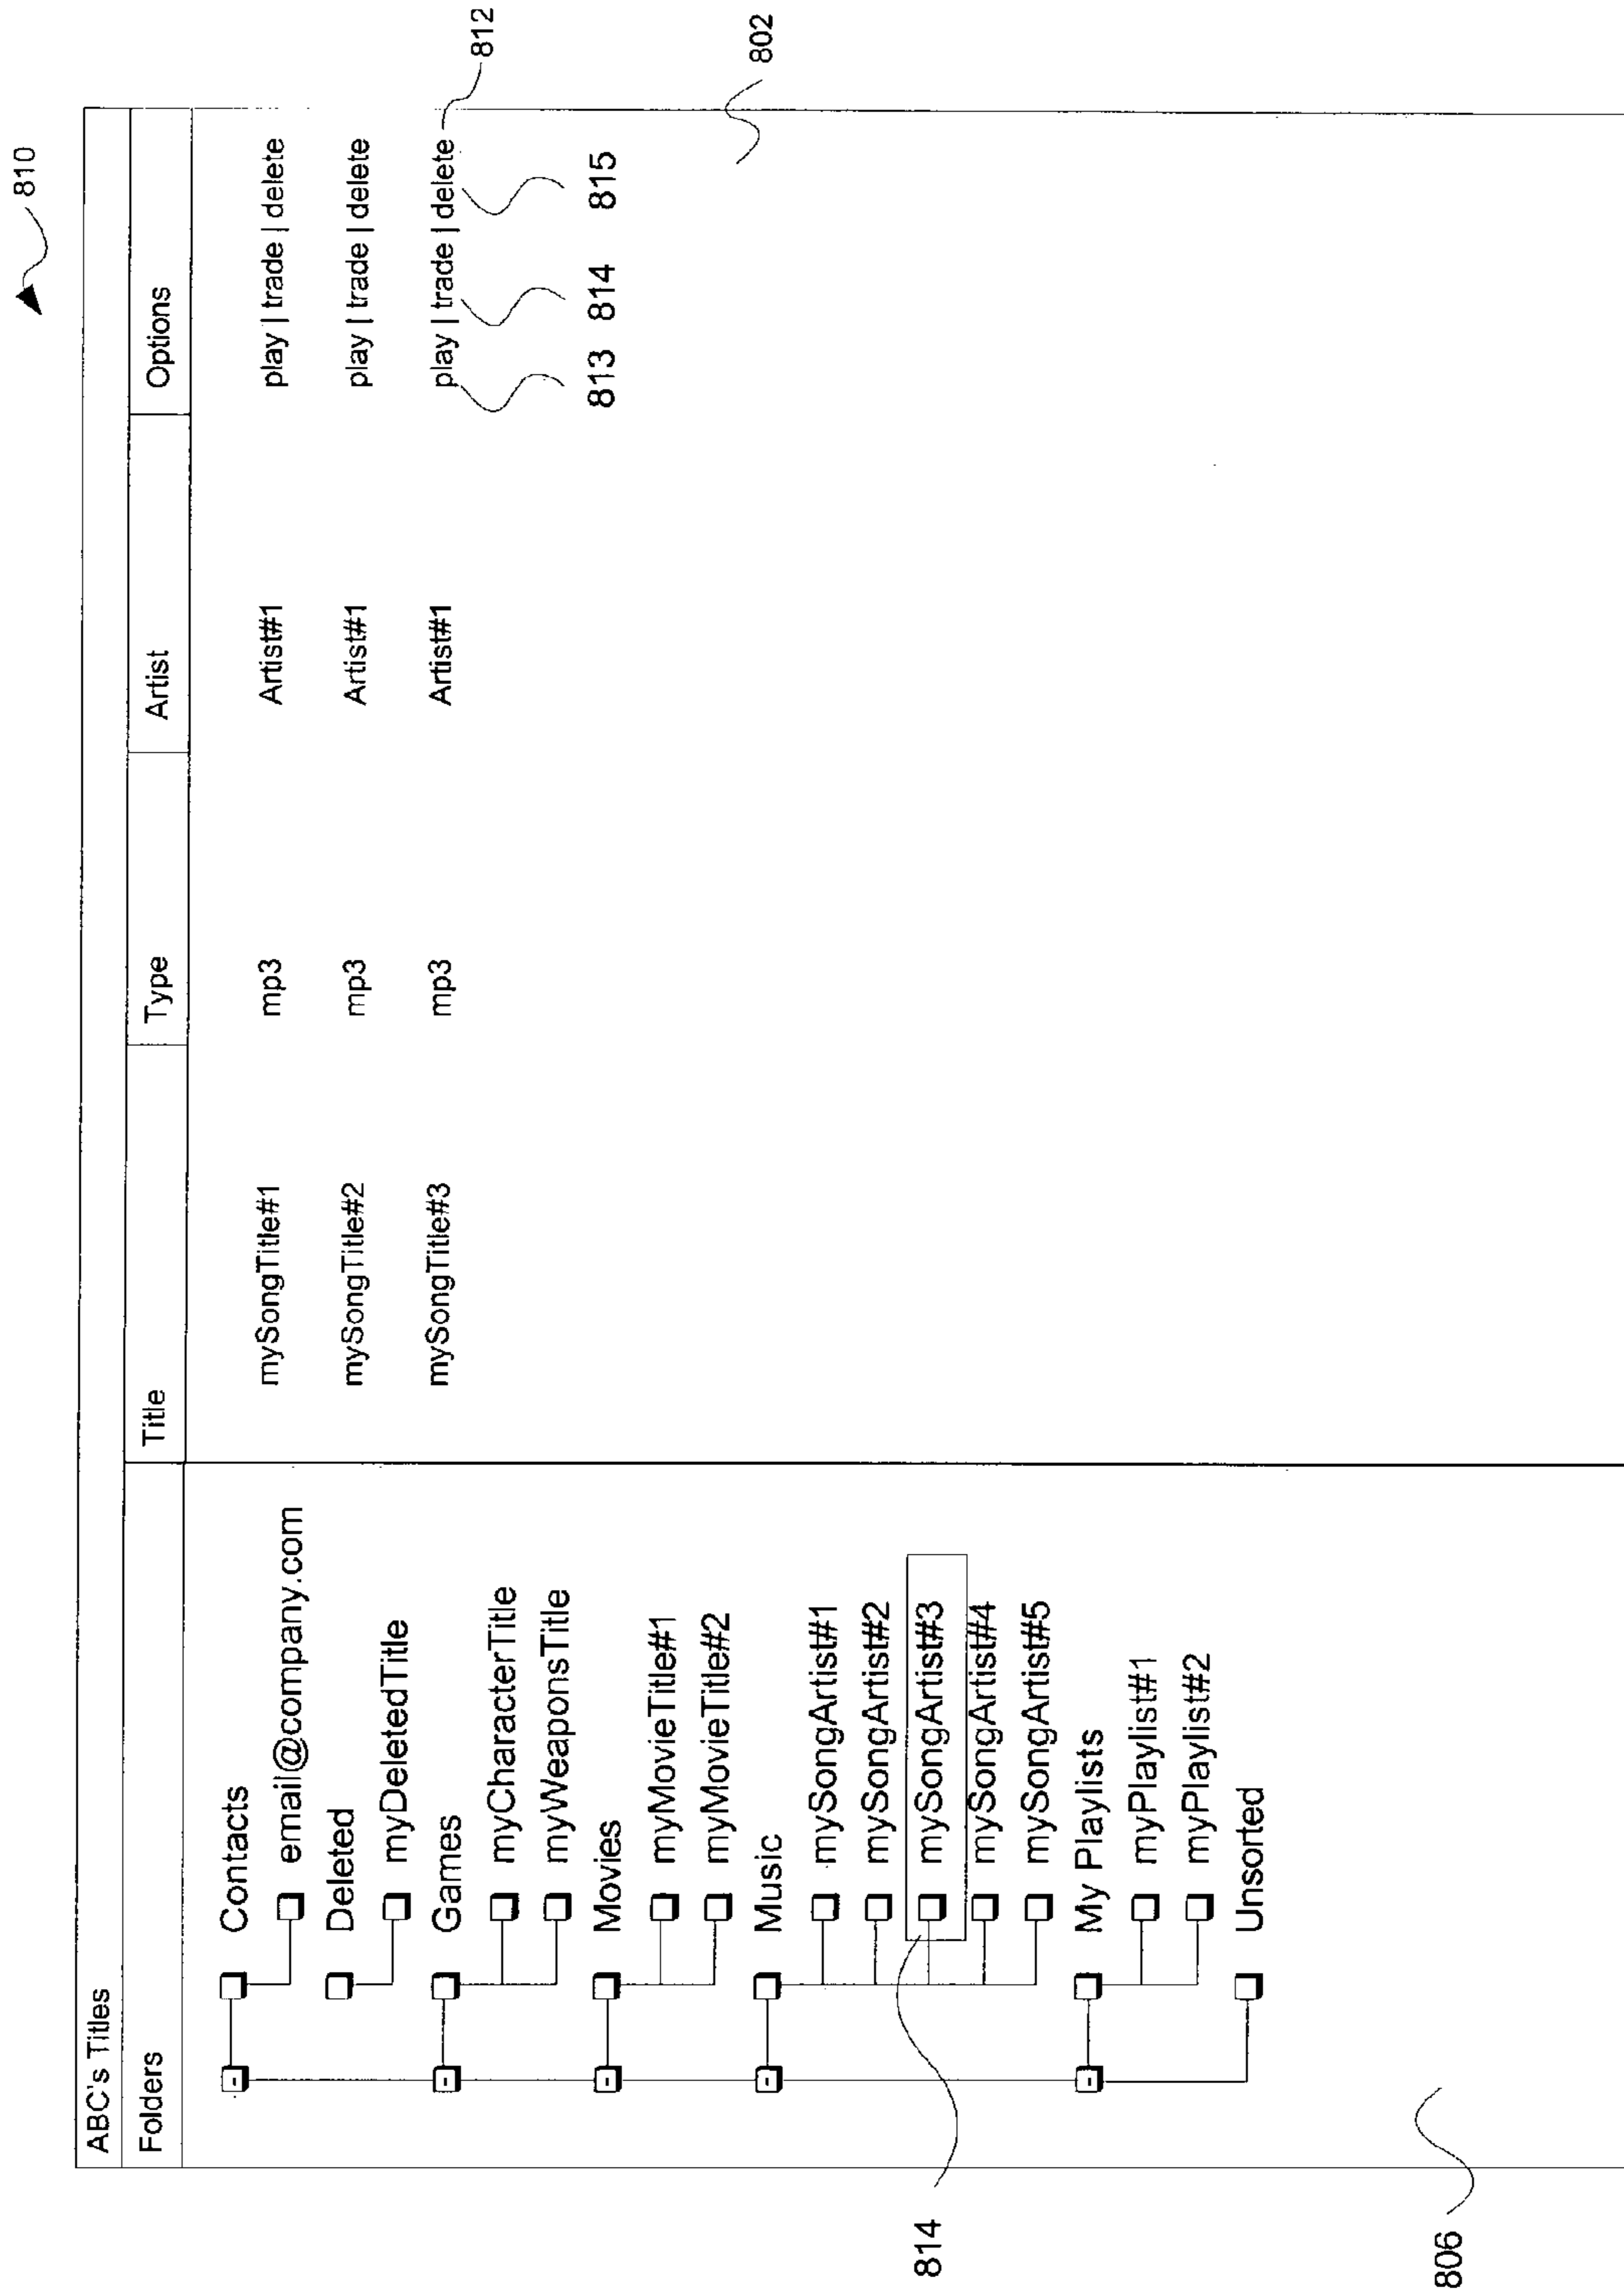 810
ABC's Titles
Folders Title Type Artist Options
Contacts
email@company.com
Deleted
myDeletedTitle
Games
myCharacterTitle
myWeaponsTitle
Movies
myMovieTitle#1
myMovieTitle#2
Music
mySongArtist#1
mySongArtist#2
mySongArtist#3
mySongArtist#4
mySongArtist#5
My Playlists
myPlaylist#1
myPlaylist#2
Unsorted
814
806
mySongTitle#1 mp3 Artist#1 play | trade | delete
mySongTitle#2 mp3 Artist#1 play | trade | delete
mySongTitle#3 mp3 Artist#1 play | trade | delete
812
813 814 815
802